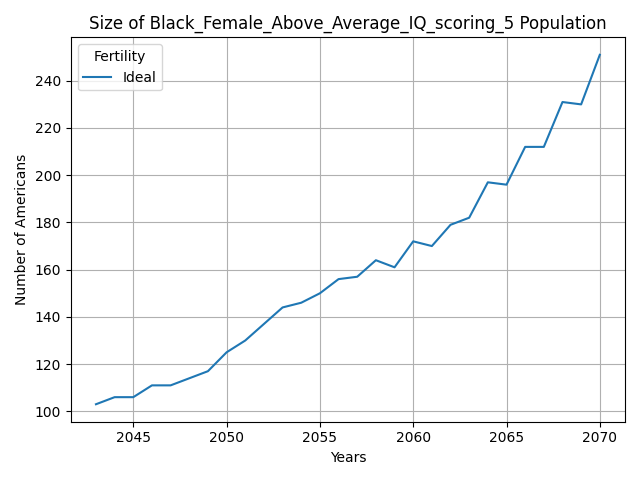 Size of Black_Female_Above_Average_IQ_scoring_5 Population
Fertility
Ideal
Number of Americans
240
220
200
180
160
140
120
100
2045 2050 2055 2060 2065 2070
Years